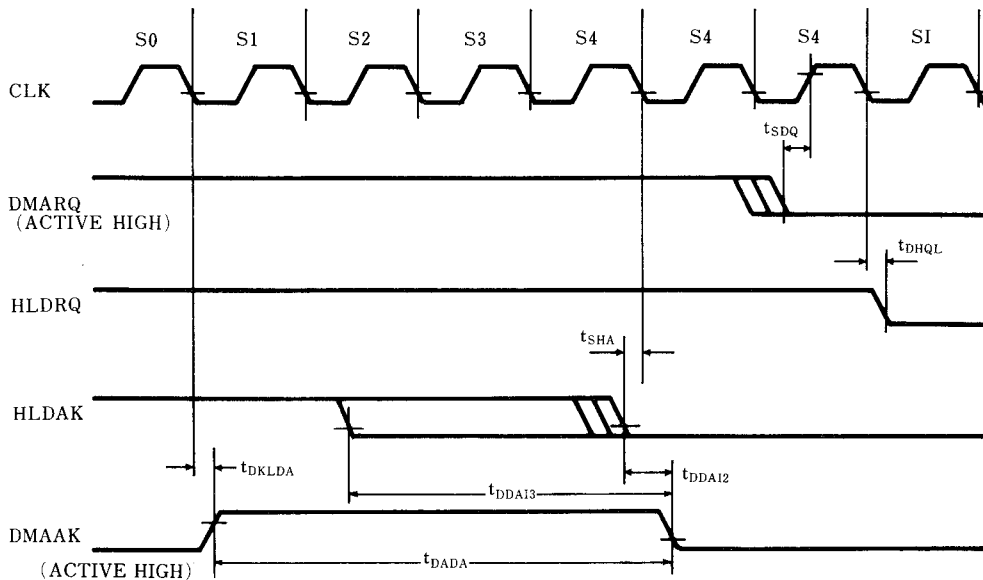 S0 S1 S2 S3 S4 S4 S4 SI
CLK
tSDQ
DMARQ
(ACTIVE HIGH)
tDHQL
HLDRQ
tSHA
HLDAK
tDKLDA
tDDAI2
tDDAI3
DMAAK
(ACTIVE HIGH)
tDADA